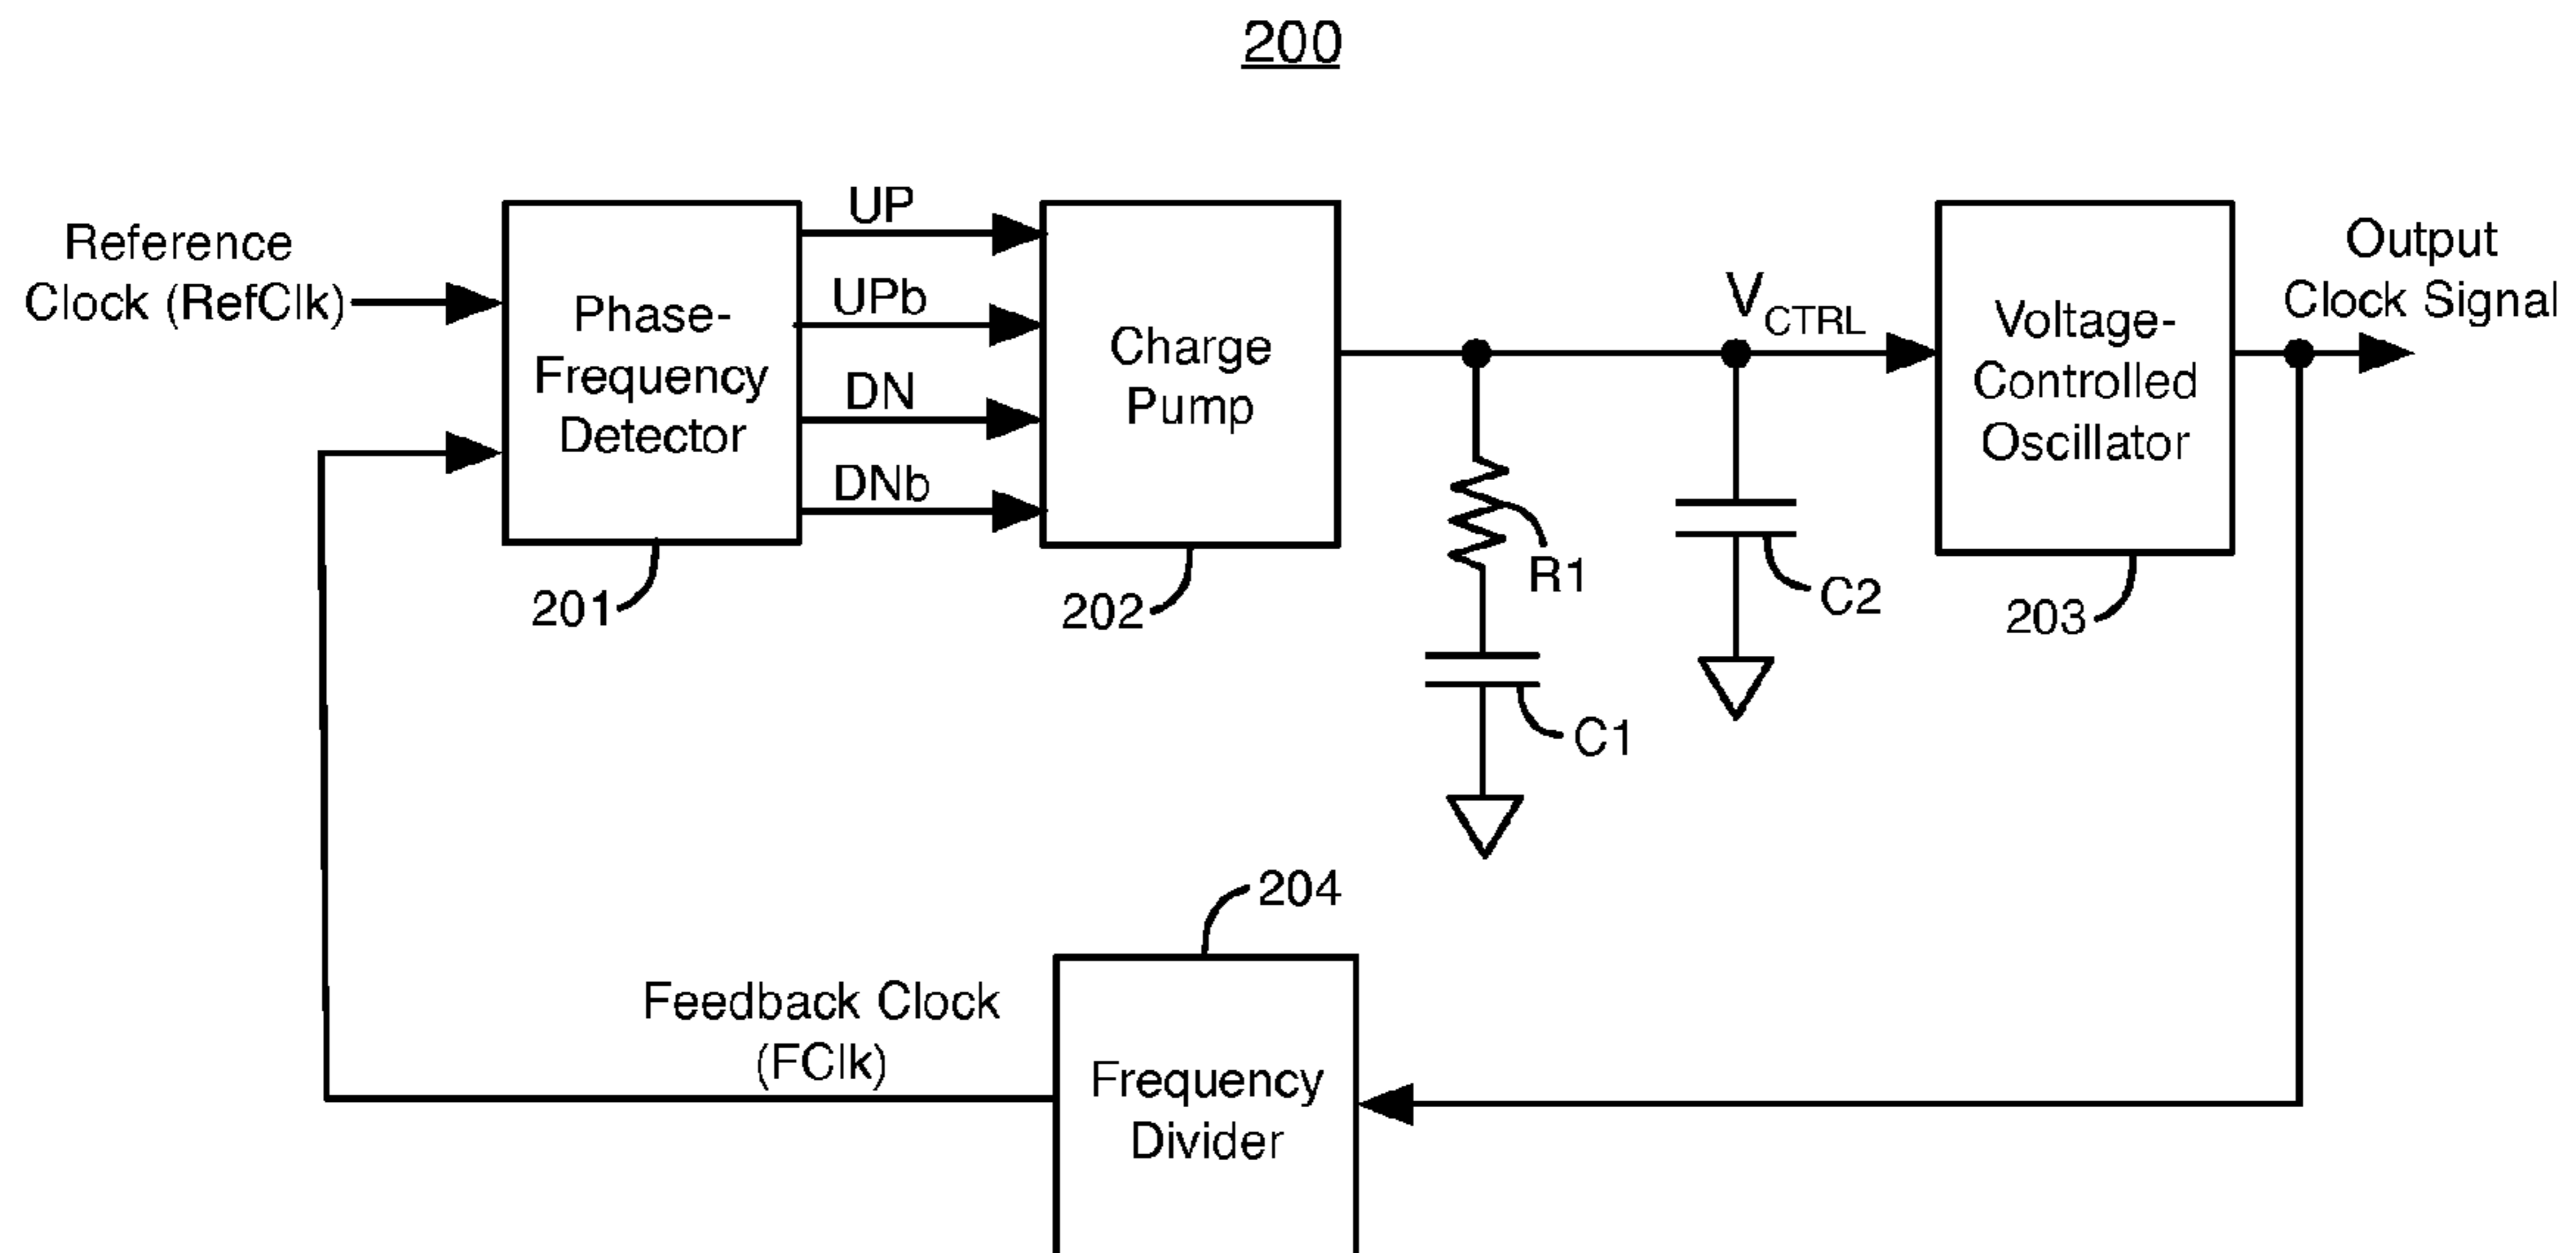 200
Reference
Clock (RefClk)
Phase-
Frequency
Detector
201
UP
UPb
DN
DNb
Charge
Pump
202
R1
C1
V CTRL
C2
Voltage-
Controlled
Oscillator
203
Output
Clock Signal
204
Feedback Clock
(FClk)
Frequency
Divider